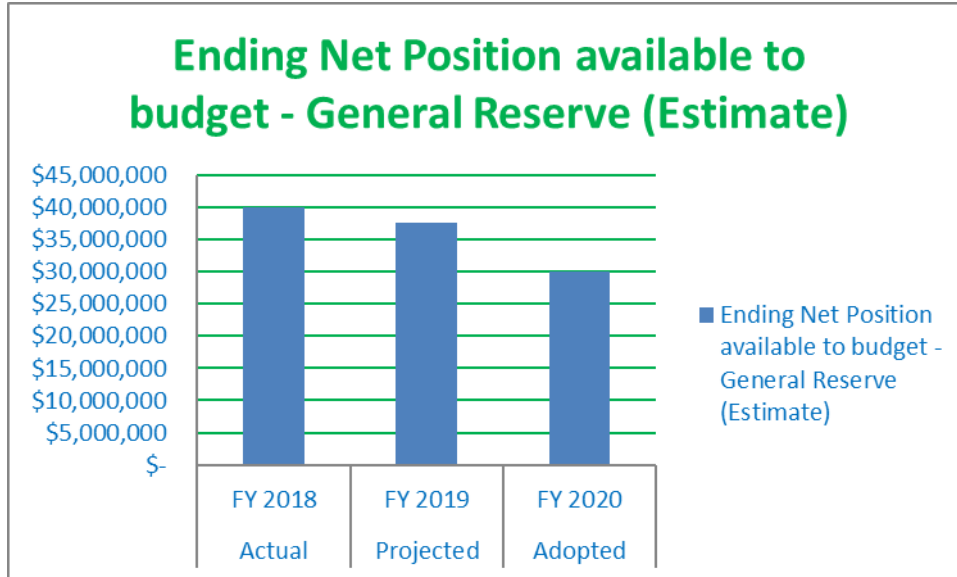 Ending Net Position available to
budget - General Reserve (Estimate)
$45,000,000
$40,000,000
$35,000,000
$30,000,000
$25,000,000
$20,000,000
$15,000,000
$10,000,000
$5,000,000
$-
FY 2018
FY 2019
FY 2020
Actual
Projected
Adopted
Ending Net Position
available to budget -
General Reserve
(Estimate)